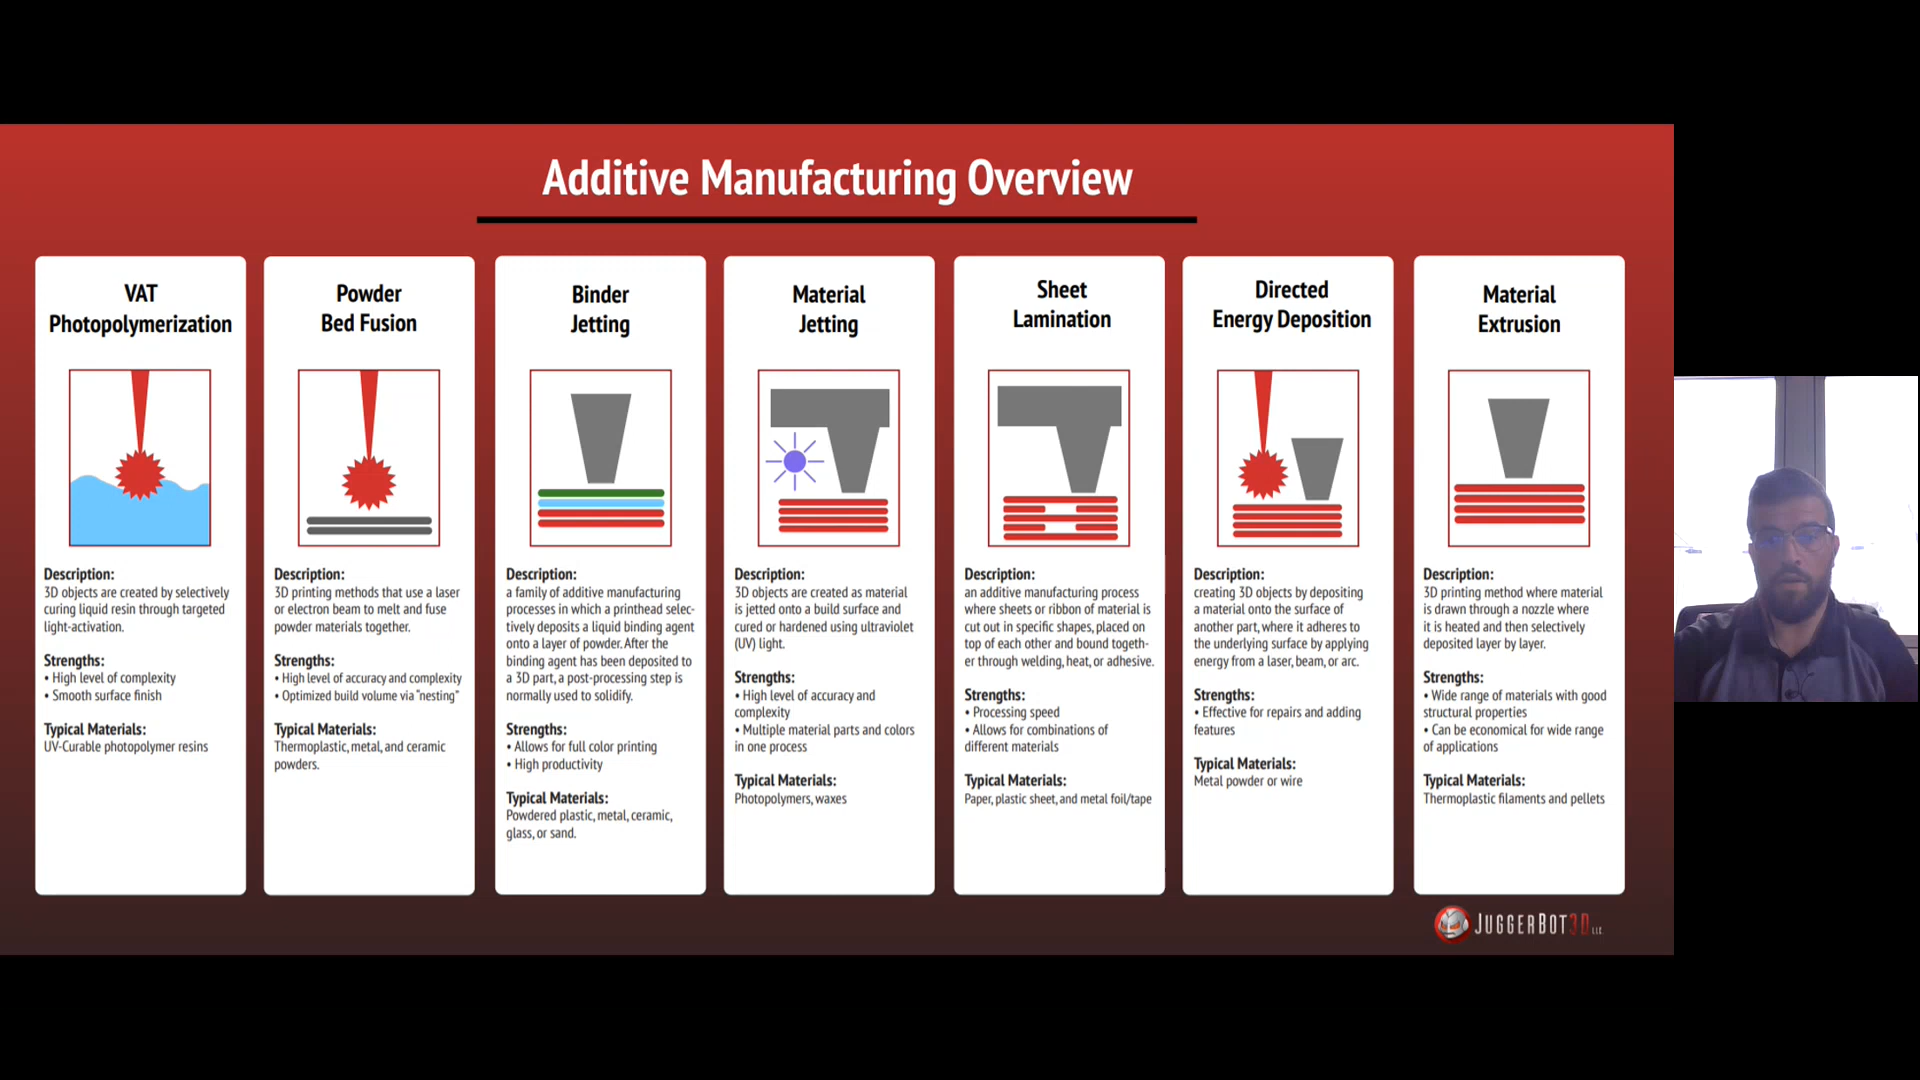 Additive Manufacturing Overview
VAT
Photopolymerization
Description:
3D objects are created by selectively
curing liquid resin through targeted
light-activation.
Strengths:
• High level of complexity
• Smooth surface finish
Typical Materials:
UV-Curable photopolymer resins
Powder
Bed Fusion
Description:
3D printing methods that use a laser
or electron beam to melt and fuse
powder materials together.
Strengths:
• High level of accuracy and complexity
• Optimized build volume via “nesting”
Typical Materials:
Thermoplastic, metal, and ceramic
powders.
Binder
Jetting
Description:
a family of additive manufacturing
processes in which a printhead selec-
tively deposits a liquid binding agent
onto a layer of powder. After the
binding agent has been deposited to
a 3D part, a post-processing step is
normally used to solidify.
Strengths:
• Allows for full color printing
• High productivity
Typical Materials:
Powdered plastic, metal, ceramic,
glass, or sand.
Material
Jetting
Description:
3D objects are created as material
is jetted onto a build surface and
cured or hardened using ultraviolet
(UV) light.
Strengths:
• High level of accuracy and
complexity
• Multiple material parts and colors
in one process
Typical Materials:
Photopolymers, waxes
Sheet
Lamination
Description:
an additive manufacturing process
where sheets or ribbon of material is
cut out in specific shapes, placed on
top of each other and bound togeth-
er through welding, heat, or adhesive.
Strengths:
• Processing speed
• Allows for combinations of
different materials
Typical Materials:
Paper, plastic sheet, and metal foil/tape
Directed
Energy Deposition
Description:
creating 3D objects by depositing
a material onto the surface of
another part, where it adheres to
the underlying surface by applying
energy from a laser, beam, or arc.
Strengths:
• Effective for repairs and adding
features
Typical Materials:
Metal powder or wire
Material
Extrusion
Description:
3D printing method where material
is drawn through a nozzle where
it is heated and then selectively
deposited layer by layer.
Strengths:
• Wide range of materials with good
structural properties
• Can be economical for wide range
of applications
Typical Materials:
Thermoplastic filaments and pellets
JUGGERBOT3D LLC